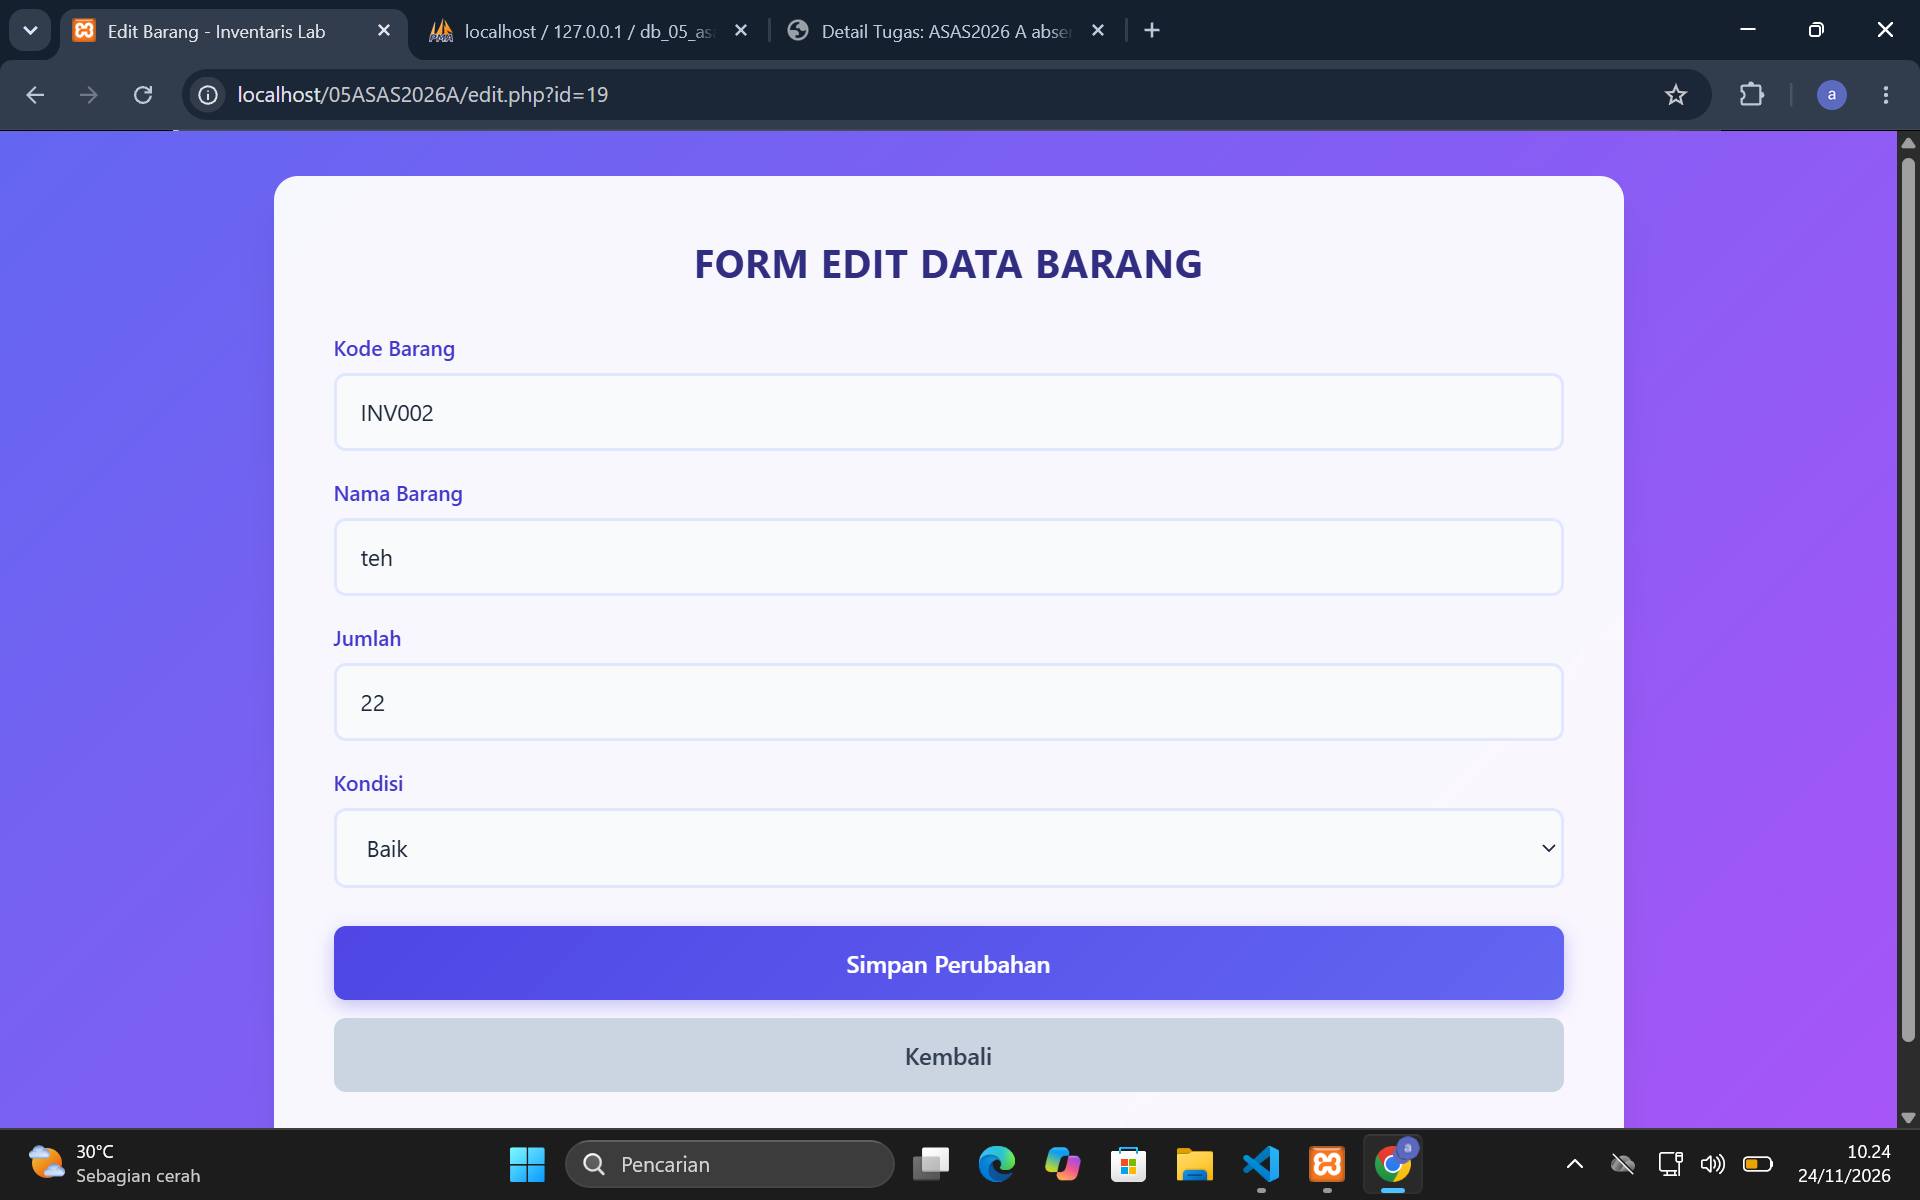 Edit Barang - Inventaris Lab
localhost / 127.0.0.1 / db_05_asa
Detail Tugas: ASAS2026 A abser
localhost/05ASAS2026A/edit.php?id=19
a
FORM EDIT DATA BARANG
Kode Barang
INV002
Nama Barang
teh
Jumlah
22
Kondisi
Baik
Simpan Perubahan
Kembali
30°C
Sebagian cerah
Pencarian
a
10.24
24/11/2026